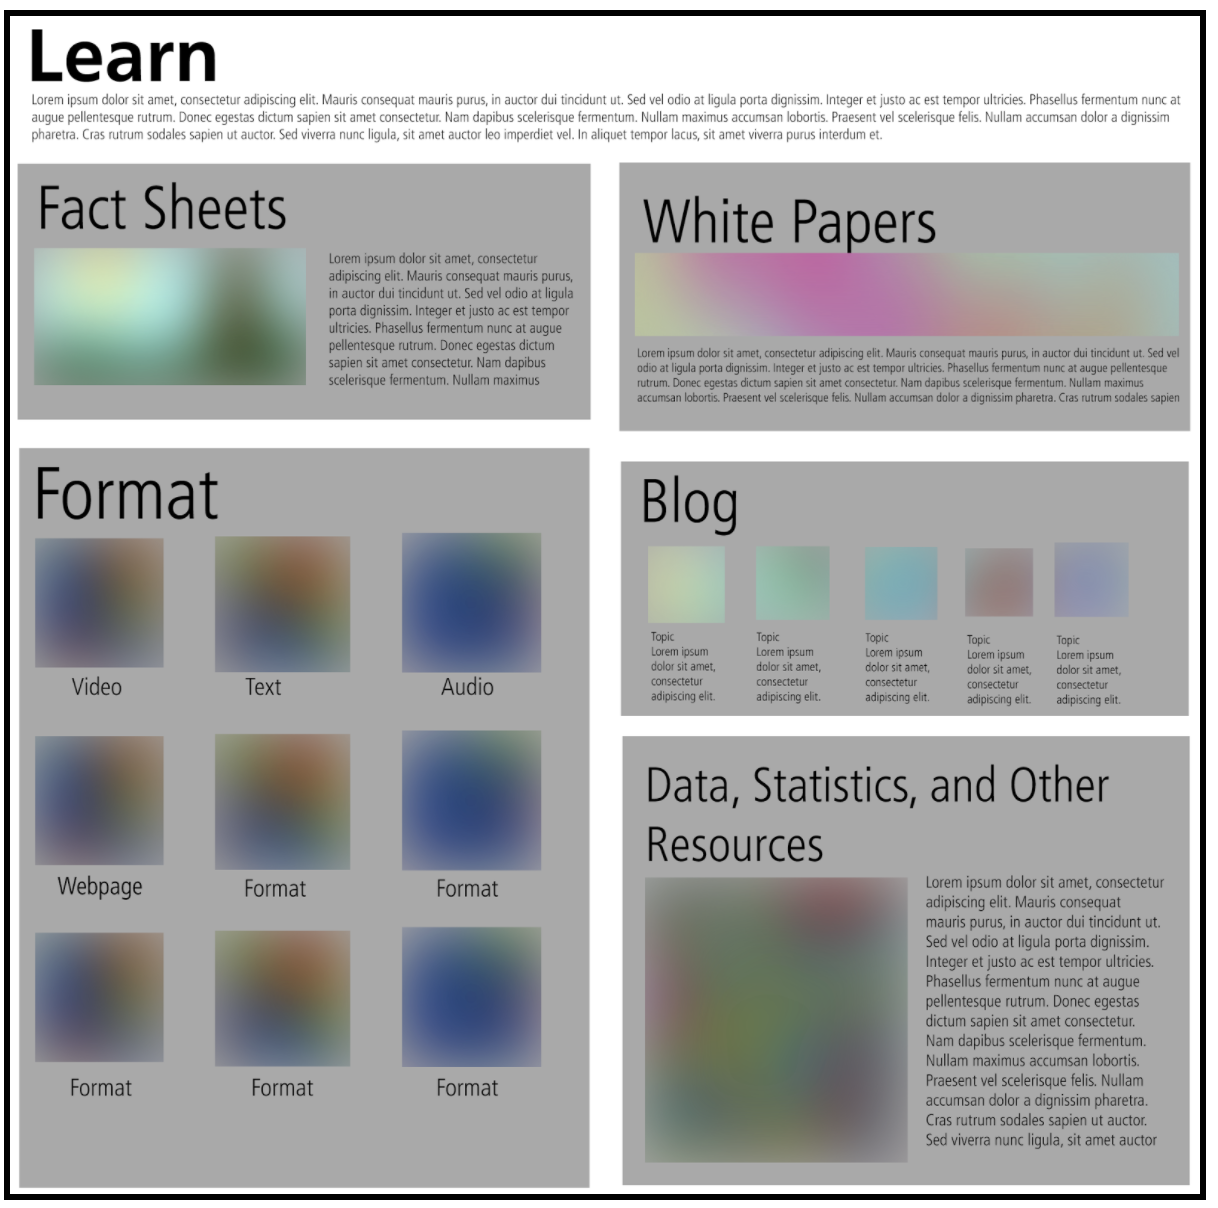 Learn
Lorem ipsum dolor sit amet, consectetur adipiscing elit. Mauris consequat mauris purus, in auctor dui tincidunt ut. Sed vel odio at ligula porta dignissim. Integer et justo ac est tempor ultricies. Phasellus fermentum nunc at
augue pellentesque rutrum. Donec egestas dictum sapien sit amet consectetur. Nam dapibus scelerisque fermentum. Nullam maximus accumsan lobortis. Praesent vel scelerisque felis. Nullam accumsan dolor a dignissim
pharetra. Cras rutrum sodales sapien ut auctor. Sed viverra nunc ligula, sit amet auctor leo imperdiet vel. In aliquet tempor lacus, sit amet viverra purus interdum et.
Fact Sheets
Lorem ipsum dolor sit amet, consectetur
adipiscing elit. Mauris consequat mauris purus,
in auctor dui tincidunt ut. Sed vel odio at ligula
porta dignissim. Integer et justo ac est tempor
ultricies. Phasellus fermentum nunc at augue
pellentesque rutrum. Donec egestas dictum
sapien sit amet consectetur. Nam dapibus
scelerisque fermentum. Nullam maximus
White Papers
Lorem ipsum dolor sit amet, consectetur adipiscing elit. Mauris consequat mauris purus, in auctor dui tincidunt ut. Sed vel
odio at ligula porta dignissim. Integer et justo ac est tempor ultricies. Phasellus fermentum nunc at augue pellentesque
rutrum. Donec egestas dictum sapien sit amet consectetur. Nam dapibus scelerisque fermentum. Nullam maximus
accumsan lobortis. Praesent vel scelerisque felis. Nullam accumsan dolor a dignissim pharetra. Cras rutrum sodales sapien
Format
Video
Text
Audio
Webpage
Format
Format
Format
Format
Format
Blog
Topic
Lorem ipsum
dolor sit amet,
consectetur
adipiscing elit.
Topic
Lorem ipsum
dolor sit amet,
consectetur
adipiscing elit.
Topic
Lorem ipsum
dolor sit amet,
consectetur
adipiscing elit.
Topic
Lorem ipsum
dolor sit amet,
consectetur
adipiscing elit.
Topic
Lorem ipsum
dolor sit amet,
consectetur
adipiscing elit.
Data, Statistics, and Other
Resources
Lorem ipsum dolor sit amet, consectetur
adipiscing elit. Mauris consequat
mauris purus, in auctor dui tincidunt ut.
Sed vel odio at ligula porta dignissim.
Integer et justo ac est tempor ultricies.
Phasellus fermentum nunc at augue
pellentesque rutrum. Donec egestas
dictum sapien sit amet consectetur.
Nam dapibus scelerisque fermentum.
Nullam maximus accumsan lobortis.
Praesent vel scelerisque felis. Nullam
accumsan dolor a dignissim pharetra.
Cras rutrum sodales sapien ut auctor.
Sed viverra nunc ligula, sit amet auctor